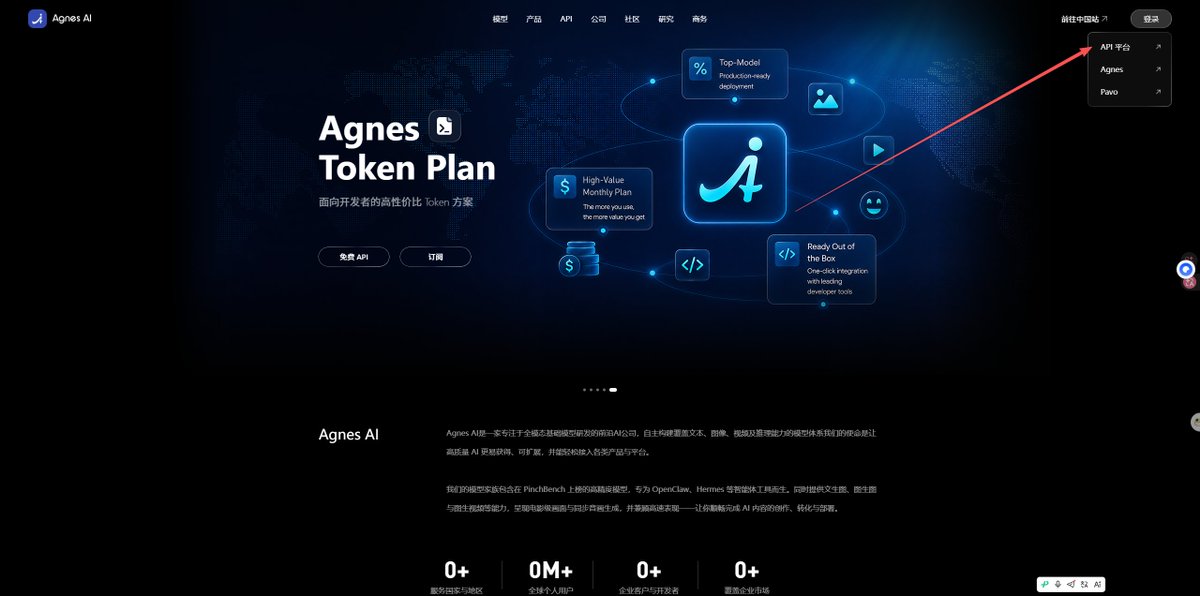 Agnes AI
模型 产品 API 公司 社区 研究 商务
前往中国站
登录
API 平台
Agnes
Pavo
Top-Model
Production-ready
deployment
Agnes
Token Plan
面向开发者的高性价比 Token 方案
免费 API
订阅
High-Value
Monthly Plan
The more you use,
the more value you get
Ready Out of
the Box
One-click integration
with leading
developer tools
Agnes AI
Agnes AI是一家专注于全模态基础模型研发的前沿AI公司，自主构建覆盖文本、图像、视频及推理能力的模型体系我们的使命是让
高质量 AI 更易获得、可扩展，并能轻松接入各类产品与平台。
我们的模型家族包含在 PinchBench 上榜的高精度模型，专为 OpenClaw、Hermes 等智能体工具而生。同时提供文生图、图生图
与图生视频等能力，呈现电影级画面与同步音画生成，并兼顾高速表现——让你顺畅完成 AI 内容的创作、转化与部署。
0+ 0M+ 0+ 0+
服务国家与地区 全球个人用户 企业客户与开发者 覆盖企业市场